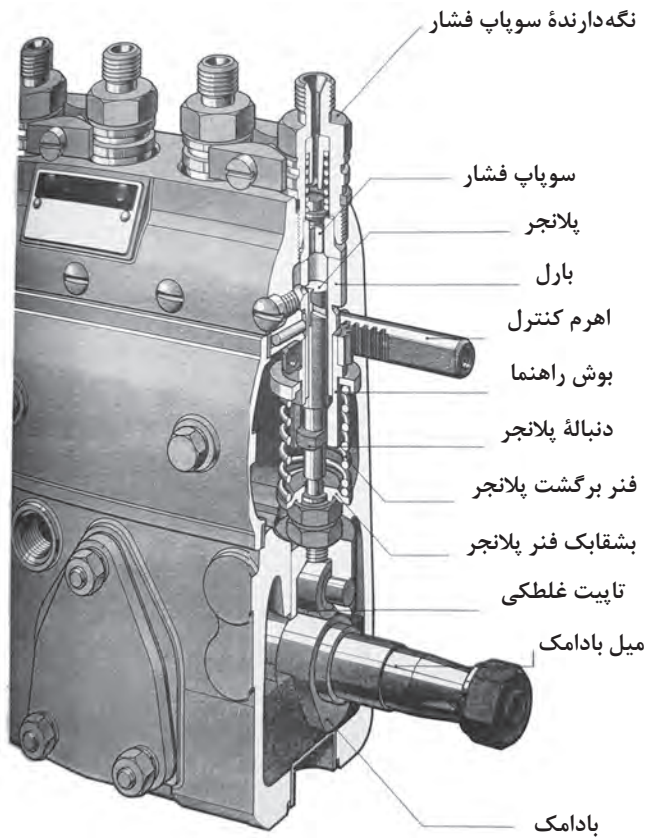 نگه‌دارندهٔ سوپاپ فشار
سوپاپ فشار
پلانجر
بارل
اهرم کنترل
بوش راهنما
دنبالهٔ پلانجر
فنر برگشت پلانجر
بشقابک فنر پلانجر
تاپیت غلطکی
میل بادامک
بادامک